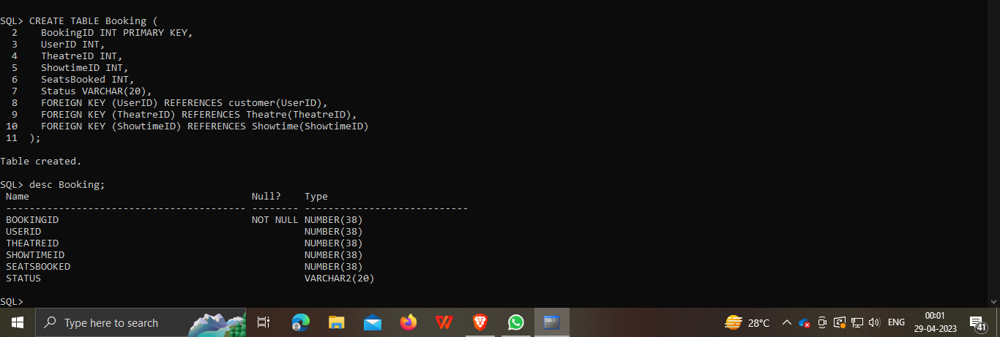 SQL> CREATE TABLE Booking (
  2    BookingID INT PRIMARY KEY,
  3    UserID INT,
  4    TheatreID INT,
  5    ShowtimeID INT,
  6    SeatsBooked INT,
  7    Status VARCHAR(20),
  8    FOREIGN KEY (UserID) REFERENCES customer(UserID),
  9    FOREIGN KEY (TheatreID) REFERENCES Theatre(TheatreID),
 10    FOREIGN KEY (ShowtimeID) REFERENCES Showtime(ShowtimeID)
 11  );
Table created.
SQL> desc Booking;
 Name                                      Null?    Type
 ----------------------------------------- -------- ----------------------------
 BOOKINGID                                 NOT NULL NUMBER(38)
 USERID                                             NUMBER(38)
 THEATREID                                          NUMBER(38)
 SHOWTIMEID                                         NUMBER(38)
 SEATSBOOKED                                        NUMBER(38)
 STATUS                                             VARCHAR2(20)
SQL>
Type here to search
SQL>
28°C
ENG
00:01
29-04-2023
41